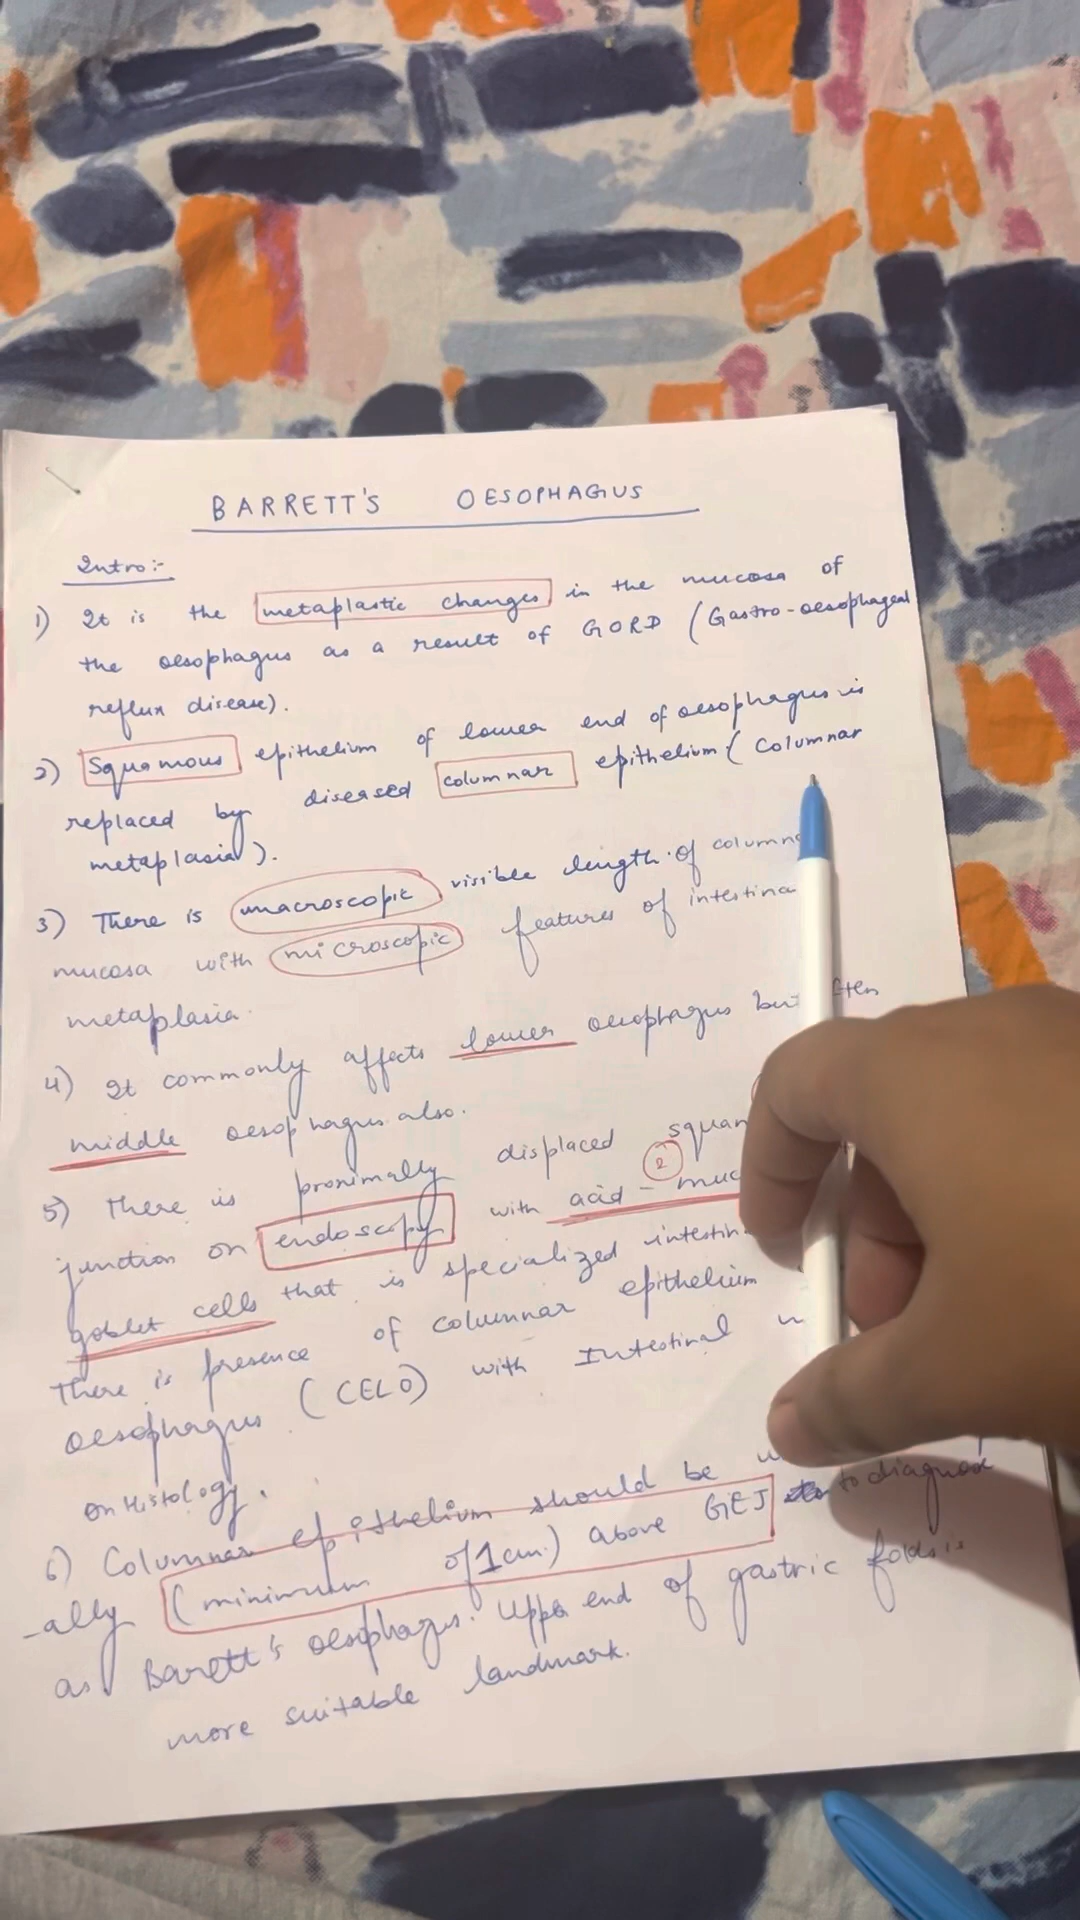 BARRETT'S OESOPHAGUS
Intro:-
1) It is the metaplastic changes in the mucosa of
the oesophagus as a result of GORD (Gastro-oesophageal
reflux disease).
2) Squamous epithelium of lower end of oesophagus is
replaced by diseased columnar epithelium (Columnar
metaplasia).
3) There is macroscopic visible length of column
mucosa with microscopic features of intestina
metaplasia.
4) It commonly affects lower oesophagus but ften
middle oesophagus also.
5) There is proximally displaced squam
junction on endoscopy with acid - muc
2
goblet cells that is specialized intestin
There is presence of columnar epithelium
oesophagus (CELO) with Intestinal
on Histology.
6) Columnar epithelium should be
-ally (minimum of 1cm.) above GEJ to diagnose
as Barett's oesophagus. Upper end of gastric folds is
more suitable landmark.